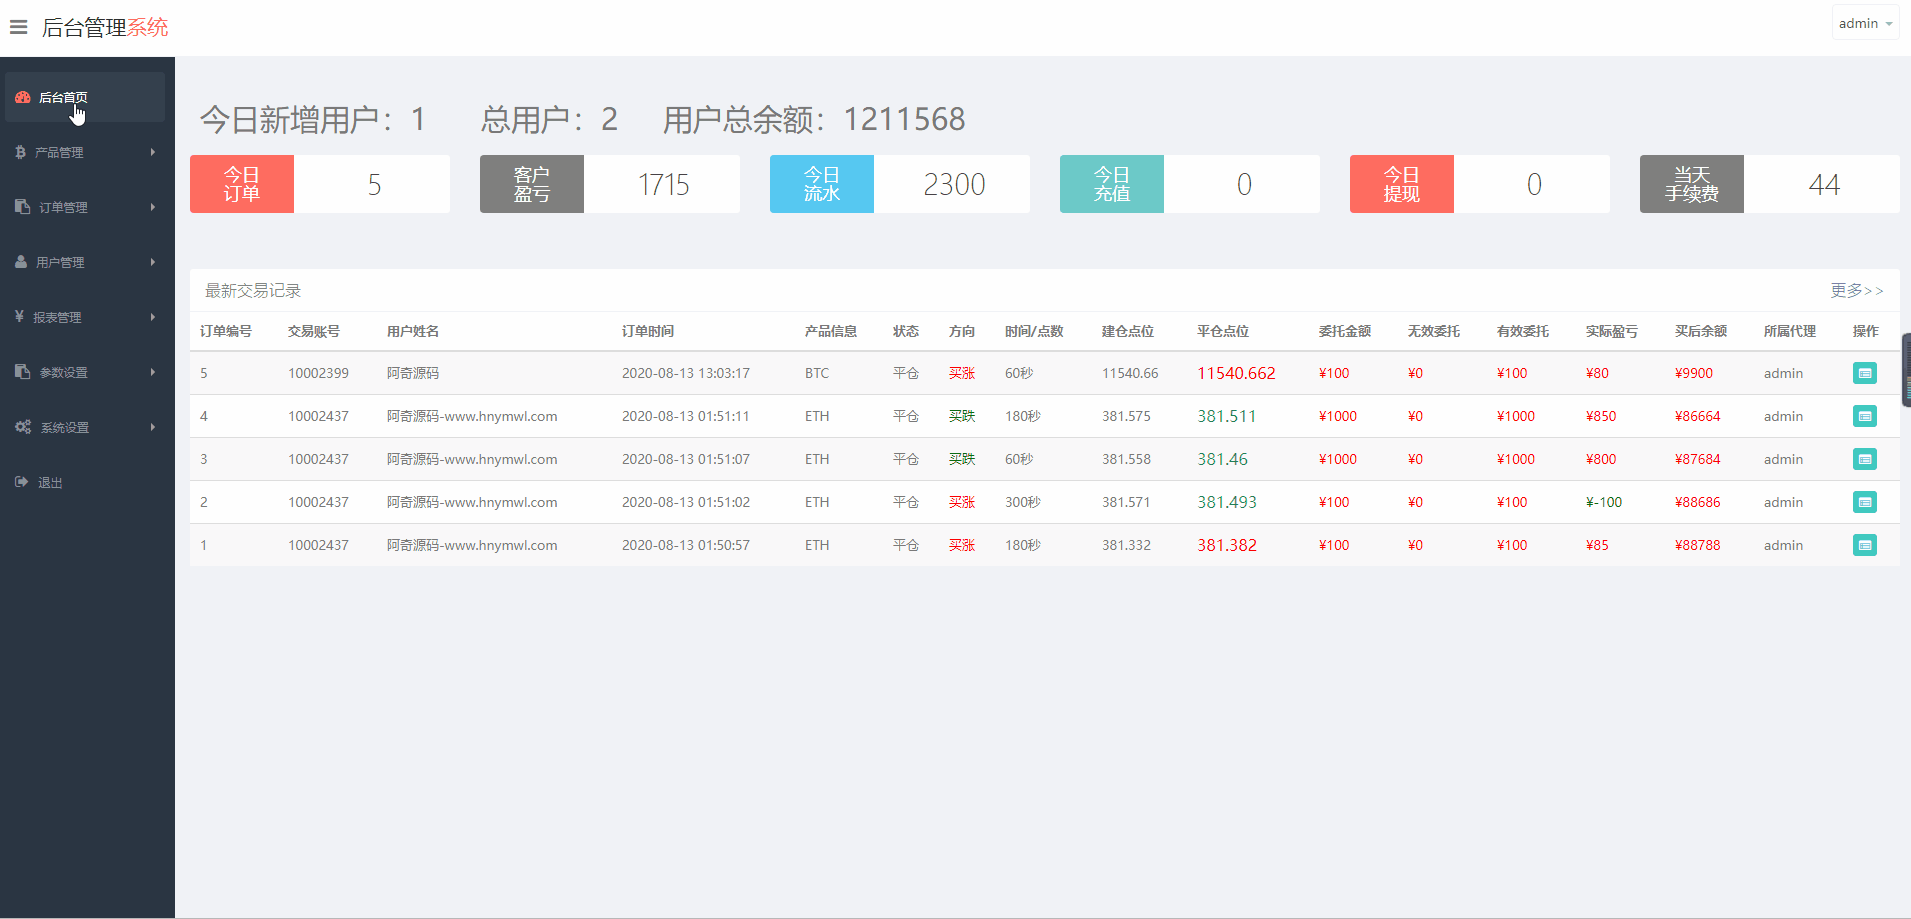 后台管理系统
admin
后台首页
产品管理
订单管理
用户管理
报表管理
参数设置
系统设置
退出
今日新增用户：1 总用户：2 用户总余额：1211568
今日
订单
5
客户
盈亏
1715
今日
流水
2300
今日
充值
0
今日
提现
0
当天
手续费
44
最新交易记录 更多>>
订单编号 交易账号 用户姓名 订单时间 产品信息 状态 方向 时间/点数 建仓点位 平仓点位 委托金额 无效委托 有效委托 实际盈亏 买后余额 所属代理 操作
5 10002399 阿奇源码 2020-08-13 13:03:17 BTC 平仓 买涨 60秒 11540.66 11540.662 ¥100 ¥0 ¥100 ¥80 ¥9900 admin
4 10002437 阿奇源码-www.hnymwl.com 2020-08-13 01:51:11 ETH 平仓 买跌 180秒 381.575 381.511 ¥1000 ¥0 ¥1000 ¥850 ¥86664 admin
3 10002437 阿奇源码-www.hnymwl.com 2020-08-13 01:51:07 ETH 平仓 买跌 60秒 381.558 381.46 ¥1000 ¥0 ¥1000 ¥800 ¥87684 admin
2 10002437 阿奇源码-www.hnymwl.com 2020-08-13 01:51:02 ETH 平仓 买涨 300秒 381.571 381.493 ¥100 ¥0 ¥100 ¥-100 ¥88686 admin
1 10002437 阿奇源码-www.hnymwl.com 2020-08-13 01:50:57 ETH 平仓 买涨 180秒 381.332 381.382 ¥100 ¥0 ¥100 ¥85 ¥88788 admin